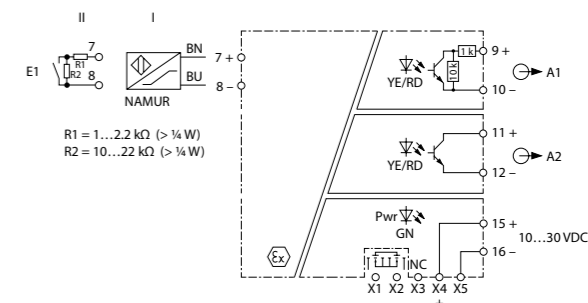 II I
E1
7
R1
R2
8
BN
7 +
BU
8 –
NAMUR
R1 = 1…2.2 kΩ (> ¼ W)
R2 = 10…22 kΩ (> ¼ W)
1 k
10 k
9 +
A1
YE/RD
10 –
11 +
A2
YE/RD
12 –
Pwr
GN
15 +
10…30 VDC
16 –
Ex
NC
X1 X2 X3 X4 X5
+